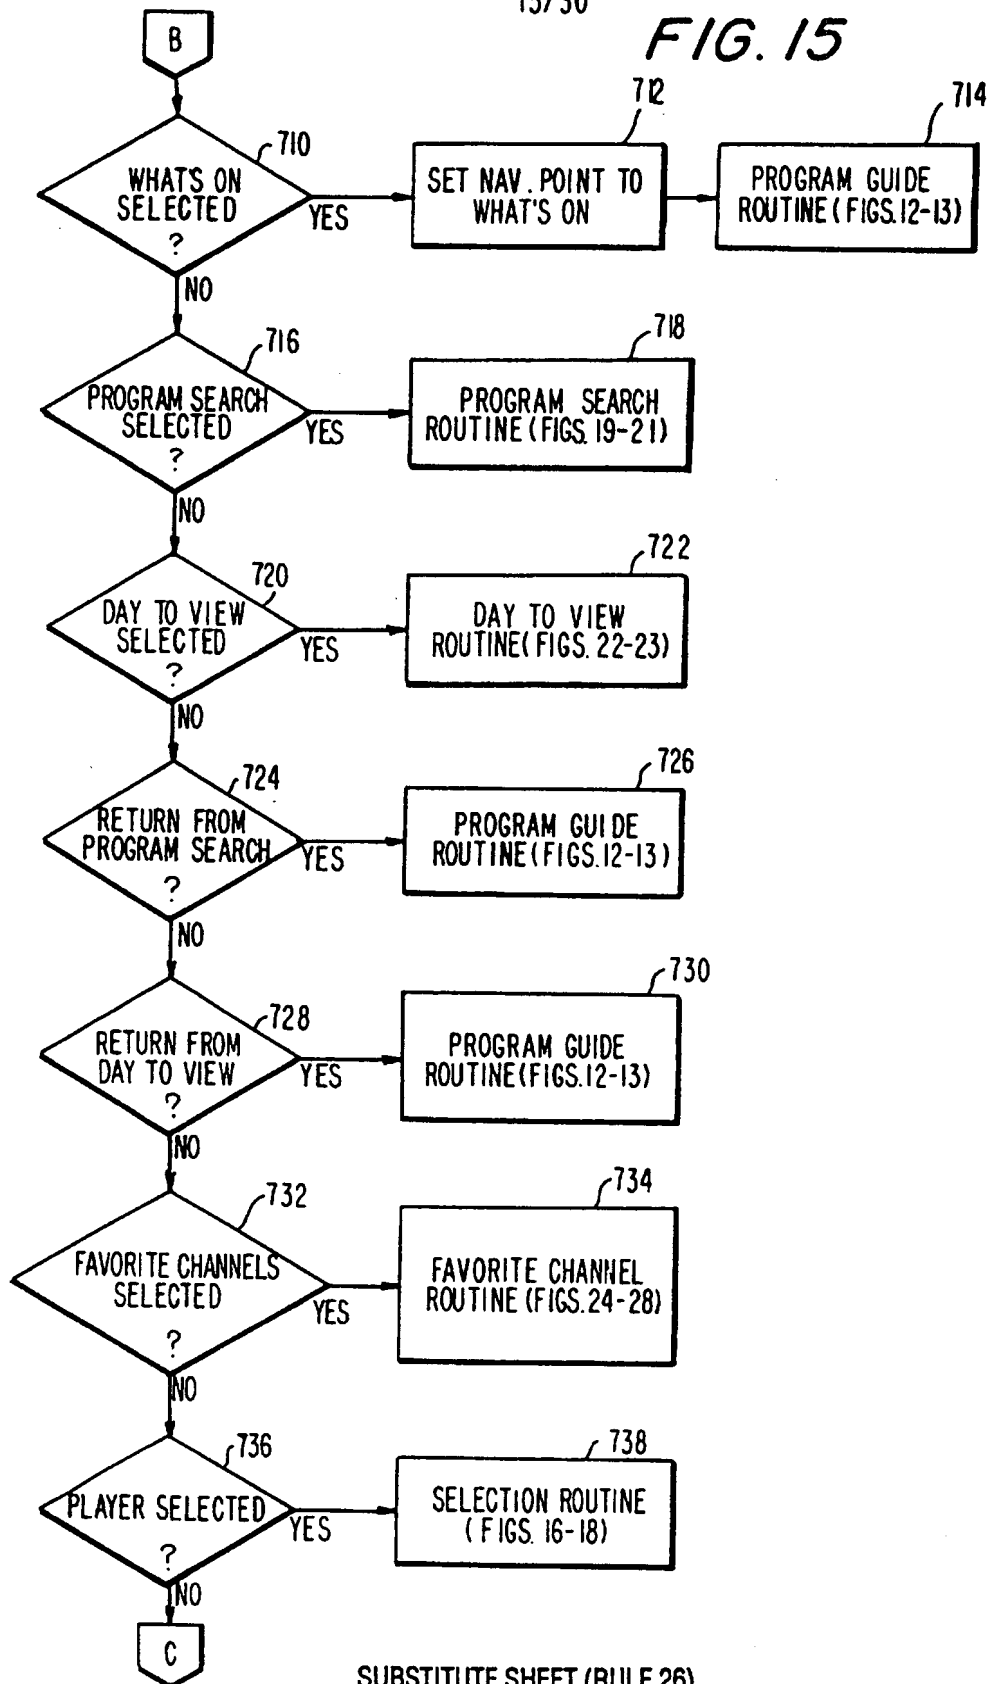 15/30
FIG. 15
B
710
WHAT'S ON
SELECTED
?
YES
NO
712
SET NAV. POINT TO
WHAT'S ON
714
PROGRAM GUIDE
ROUTINE (FIGS.12-13)
716
PROGRAM SEARCH
SELECTED
?
YES
NO
718
PROGRAM SEARCH
ROUTINE (FIGS. 19-21)
720
DAY TO VIEW
SELECTED
?
YES
NO
722
DAY TO VIEW
ROUTINE(FIGS. 22-23)
724
RETURN FROM
PROGRAM SEARCH
?
YES
NO
726
PROGRAM GUIDE
ROUTINE(FIGS.12-13)
728
RETURN FROM
DAY TO VIEW
?
YES
NO
730
PROGRAM GUIDE
ROUTINE(FIGS.12-13)
732
FAVORITE CHANNELS
SELECTED
?
YES
NO
734
FAVORITE CHANNEL
ROUTINE (FIGS.24-28)
736
PLAYER SELECTED
?
YES
NO
738
SELECTION ROUTINE
(FIGS. 16-18)
C
SUBSTITUTE SHEET (RULE 26)